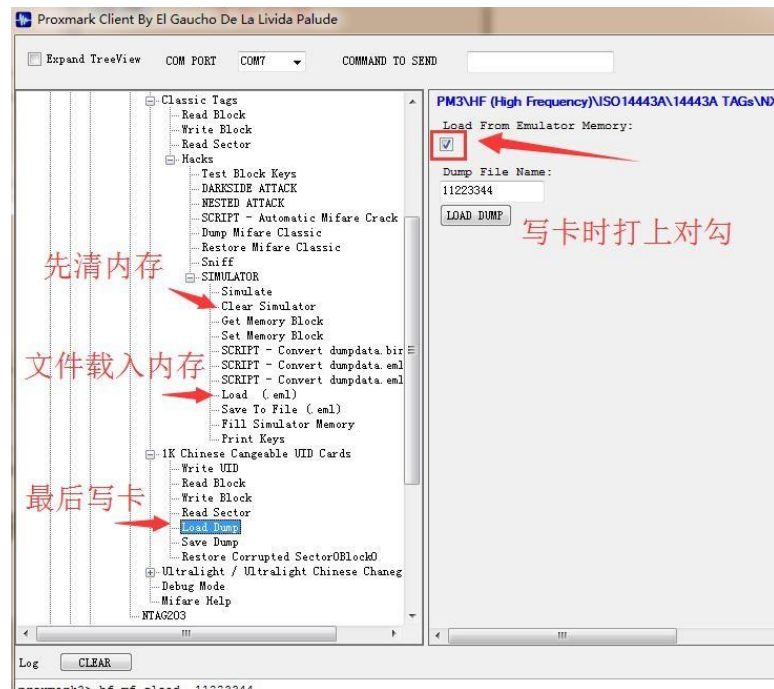 Proxmark Client By El Gaucho De La Livida Palude
Expand TreeView COM PORT COM7 COMMAND TO SEND
Classic Tags
Read Block
Write Block
Read Sector
Hacks
Test Block Keys
DARKSIDE ATTACK
NESTED ATTACK
SCRIPT - Automatic Mifare Crack
Dump Mifare Classic
Restore Mifare Classic
Sniff
SIMULATOR
Simulate
Clear Simulator
Get Memory Block
Set Memory Block
SCRIPT - Convert dumpdata.bir
SCRIPT - Convert dumpdata.eml
SCRIPT - Convert dumpdata.eml
Load (.eml)
Save To File (.eml)
Fill Simulator Memory
Print Keys
1K Chinese Cangeable UID Cards
Write UID
Read Block
Write Block
Read Sector
Load Dump
Save Dump
Restore Corrupted Sector0Block0
Ultralight / Ultralight Chinese Chaneg
Debug Mode
Mifare Help
NTAG203
先清内存
文件载入内存
最后写卡
PM3\HF (High Frequency)\ISO14443A\14443A TAGs\NX
Load From Emulator Memory:
Dump File Name:
11223344
LOAD DUMP
写卡时打上对勾
Log CLEAR
proxmark3> hf mf eload 11223344